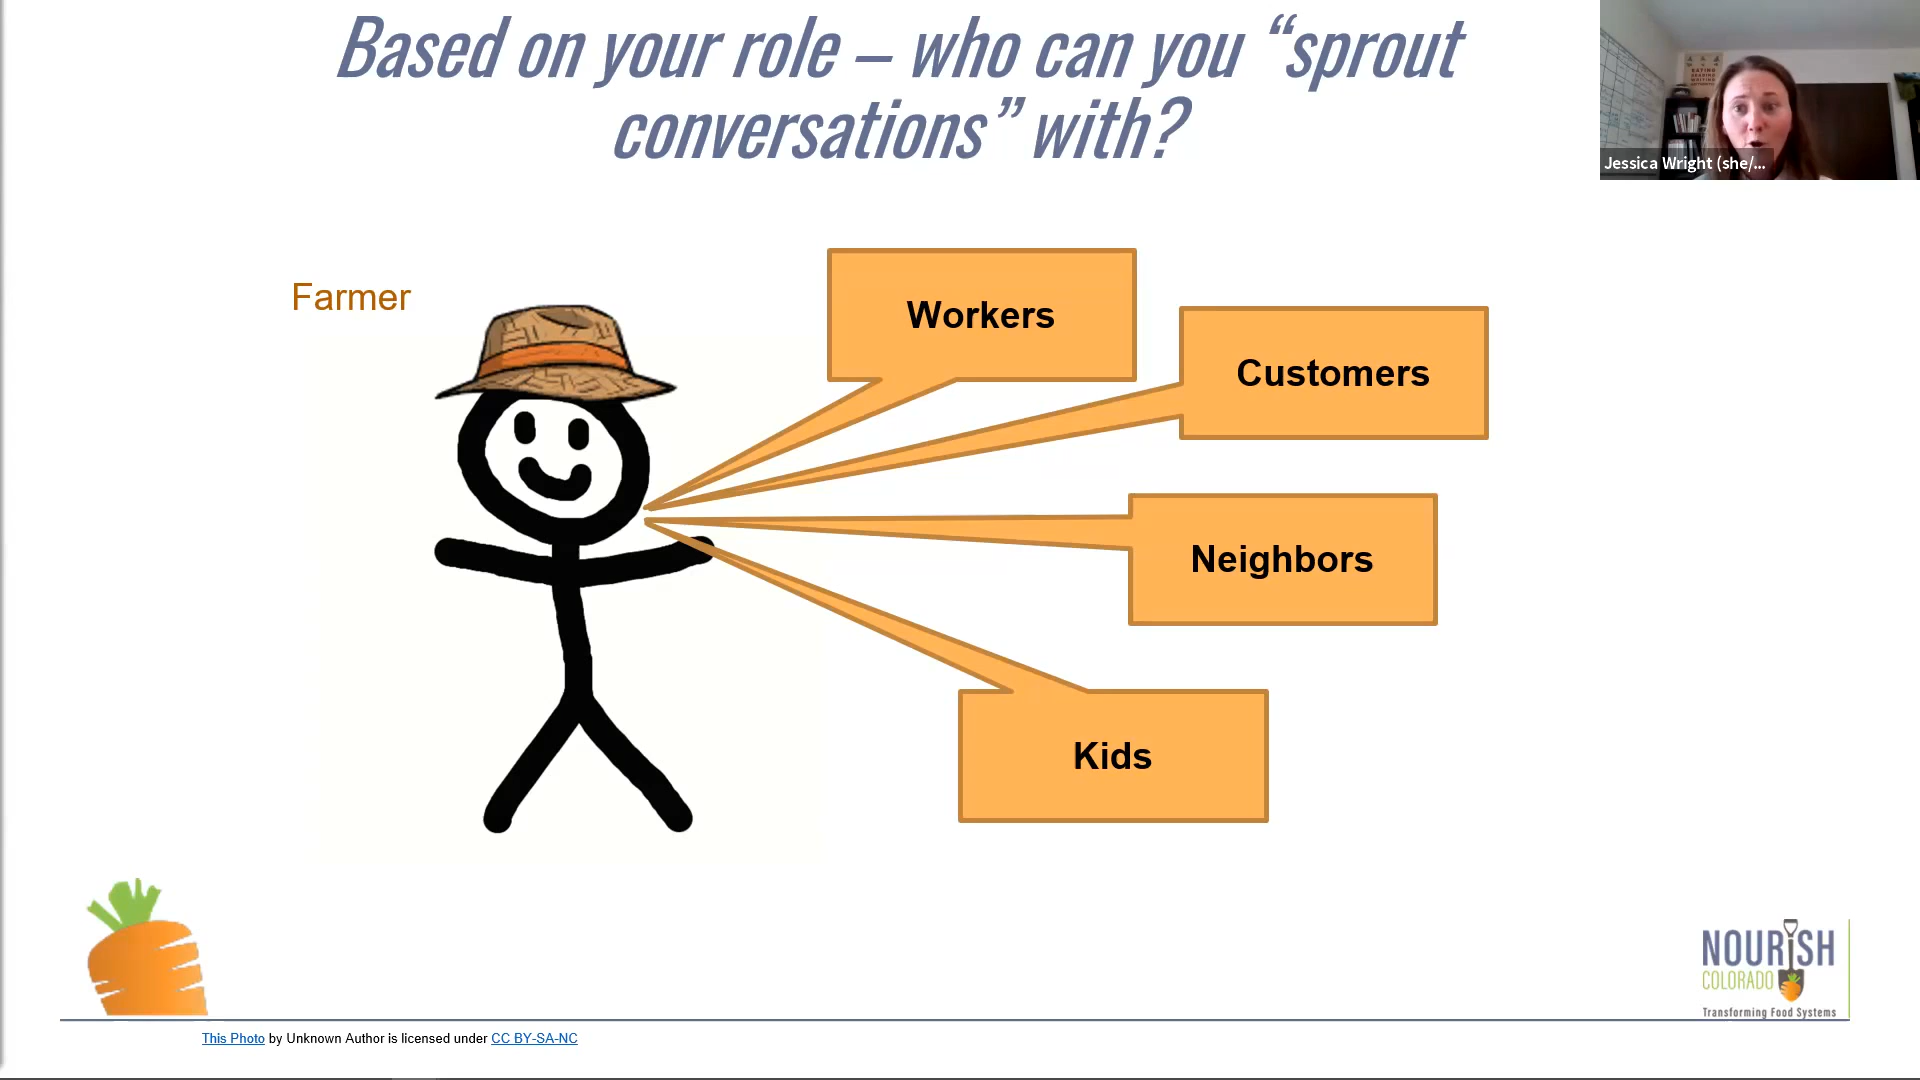 Based on your role – who can you “sprout
conversations” with?
Jessica Wright (she/...
Farmer
Workers
Customers
Neighbors
Kids
NOURISH
COLORADO
Transforming Food Systems
This Photo by Unknown Author is licensed under CC BY-SA-NC